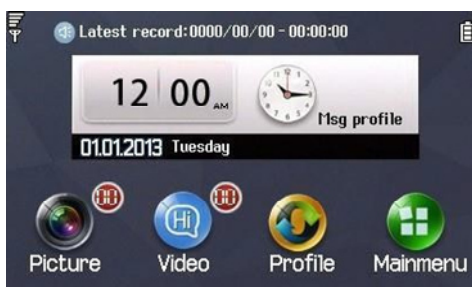 Latest record:0000/00/00-00:00:00
12 00 AM
Msg profile
01.01.2013 Tuesday
00 00
Hi
Picture Video Profile Mainmenu